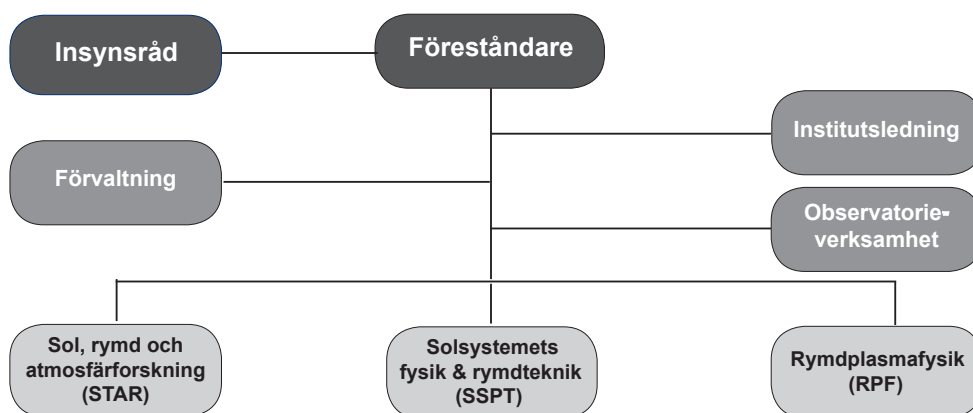 Insynsråd
Föreståndare
Institutsledning
Förvaltning
Observatorie-
verksamhet
Sol, rymd och
atmosfärforskning
(STAR)
Solsystemets
fysik & rymdteknik
(SSPT)
Rymdplasmafysik
(RPF)